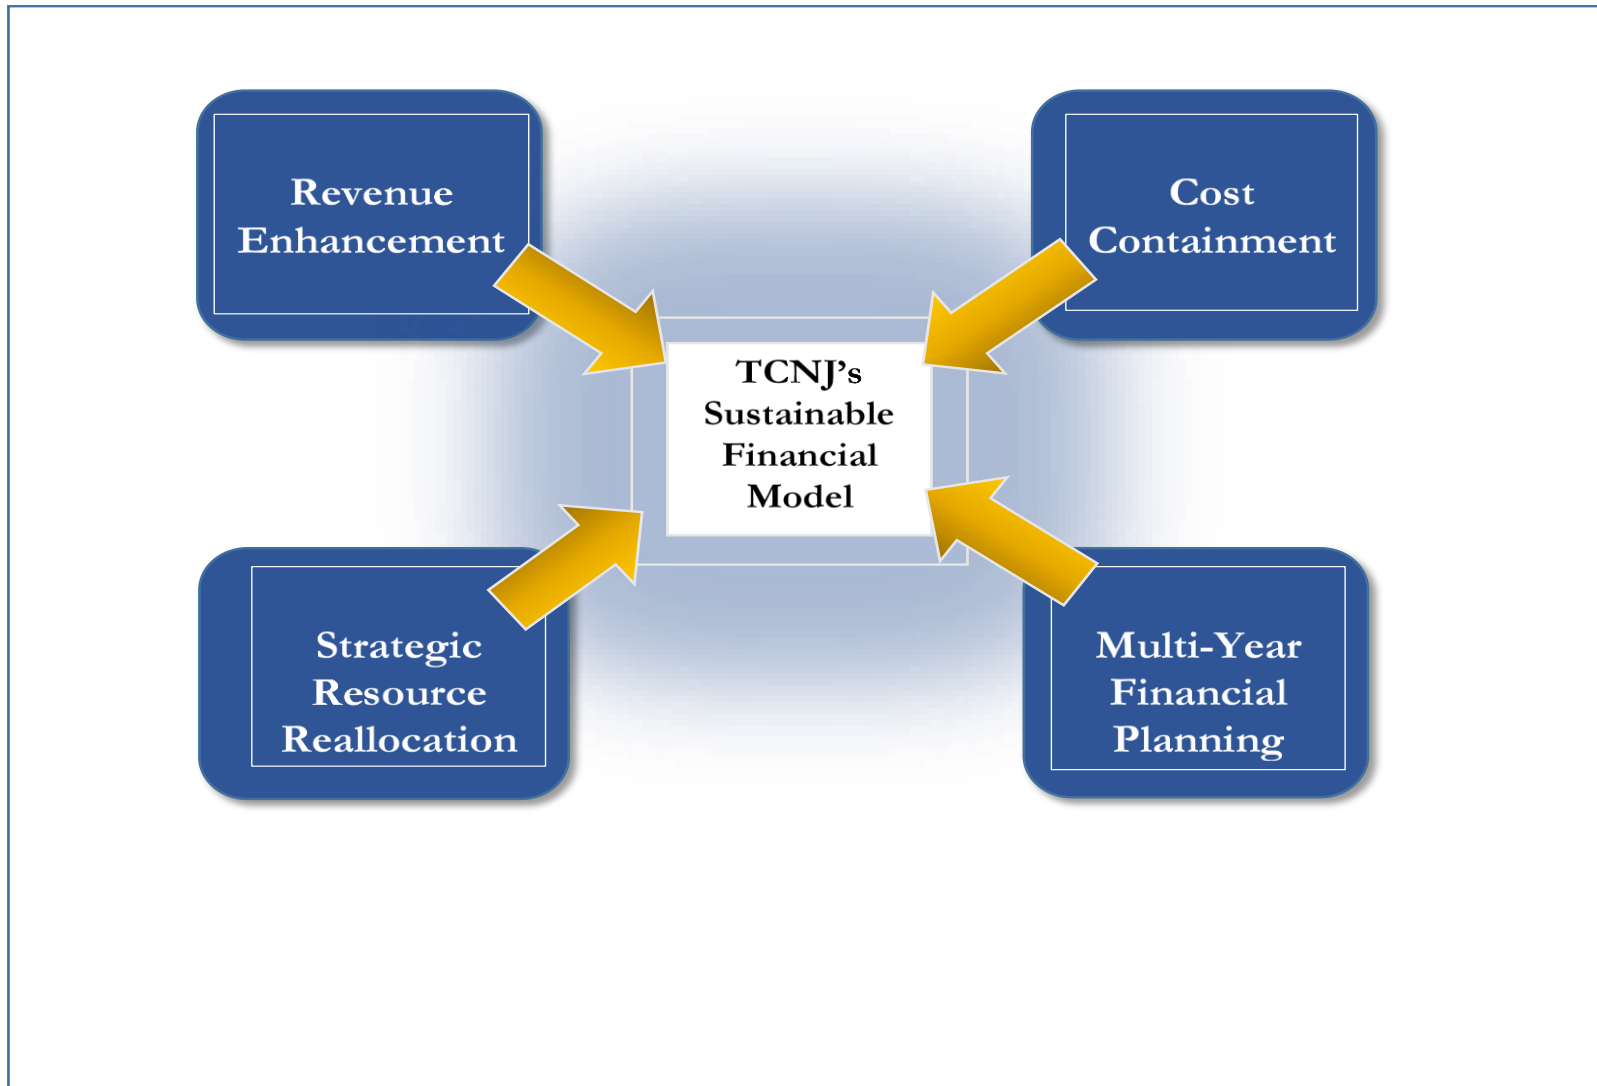 Revenue
Enhancement
Cost
Containment
TCNJ’s
Sustainable
Financial
Model
Strategic
Resource
Reallocation
Multi-Year
Financial
Planning